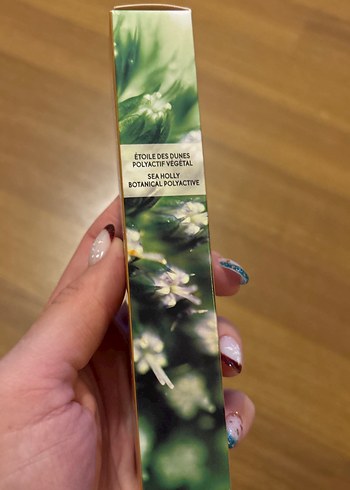 ÉTOILE DES DUNES
POLYACTIF VÉGÉTAL
SEA HOLLY
BOTANICAL POLYACTIVE